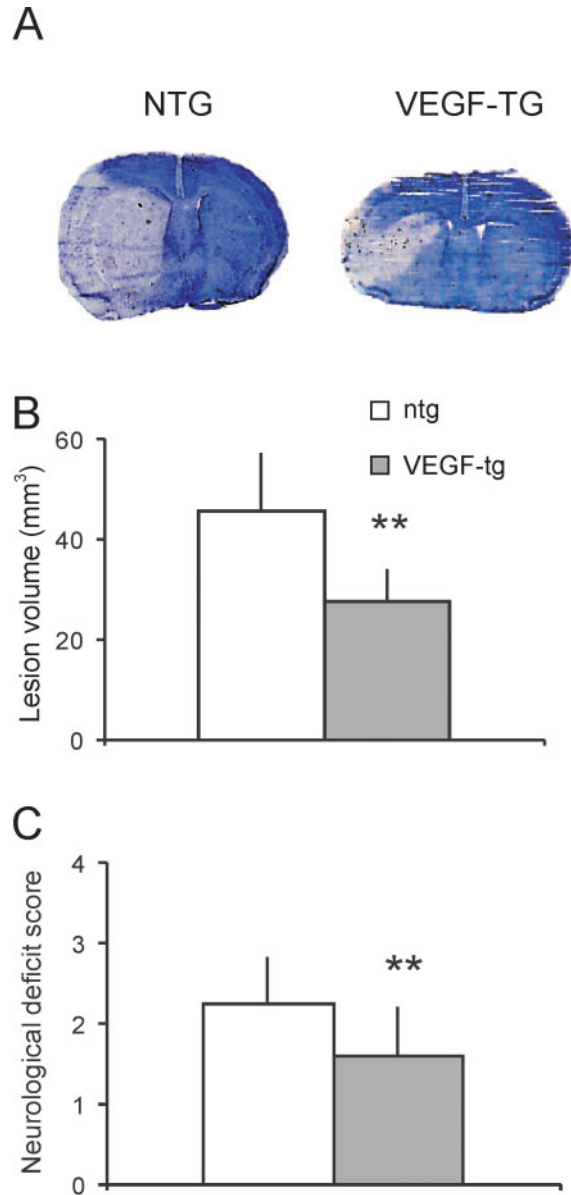 A
NTG VEGF-TG
B
ntg
VEGF-tg
60
40
20
0
Lesion volume (mm³)
**
C
4
3
2
1
0
Neurological deficit score
**